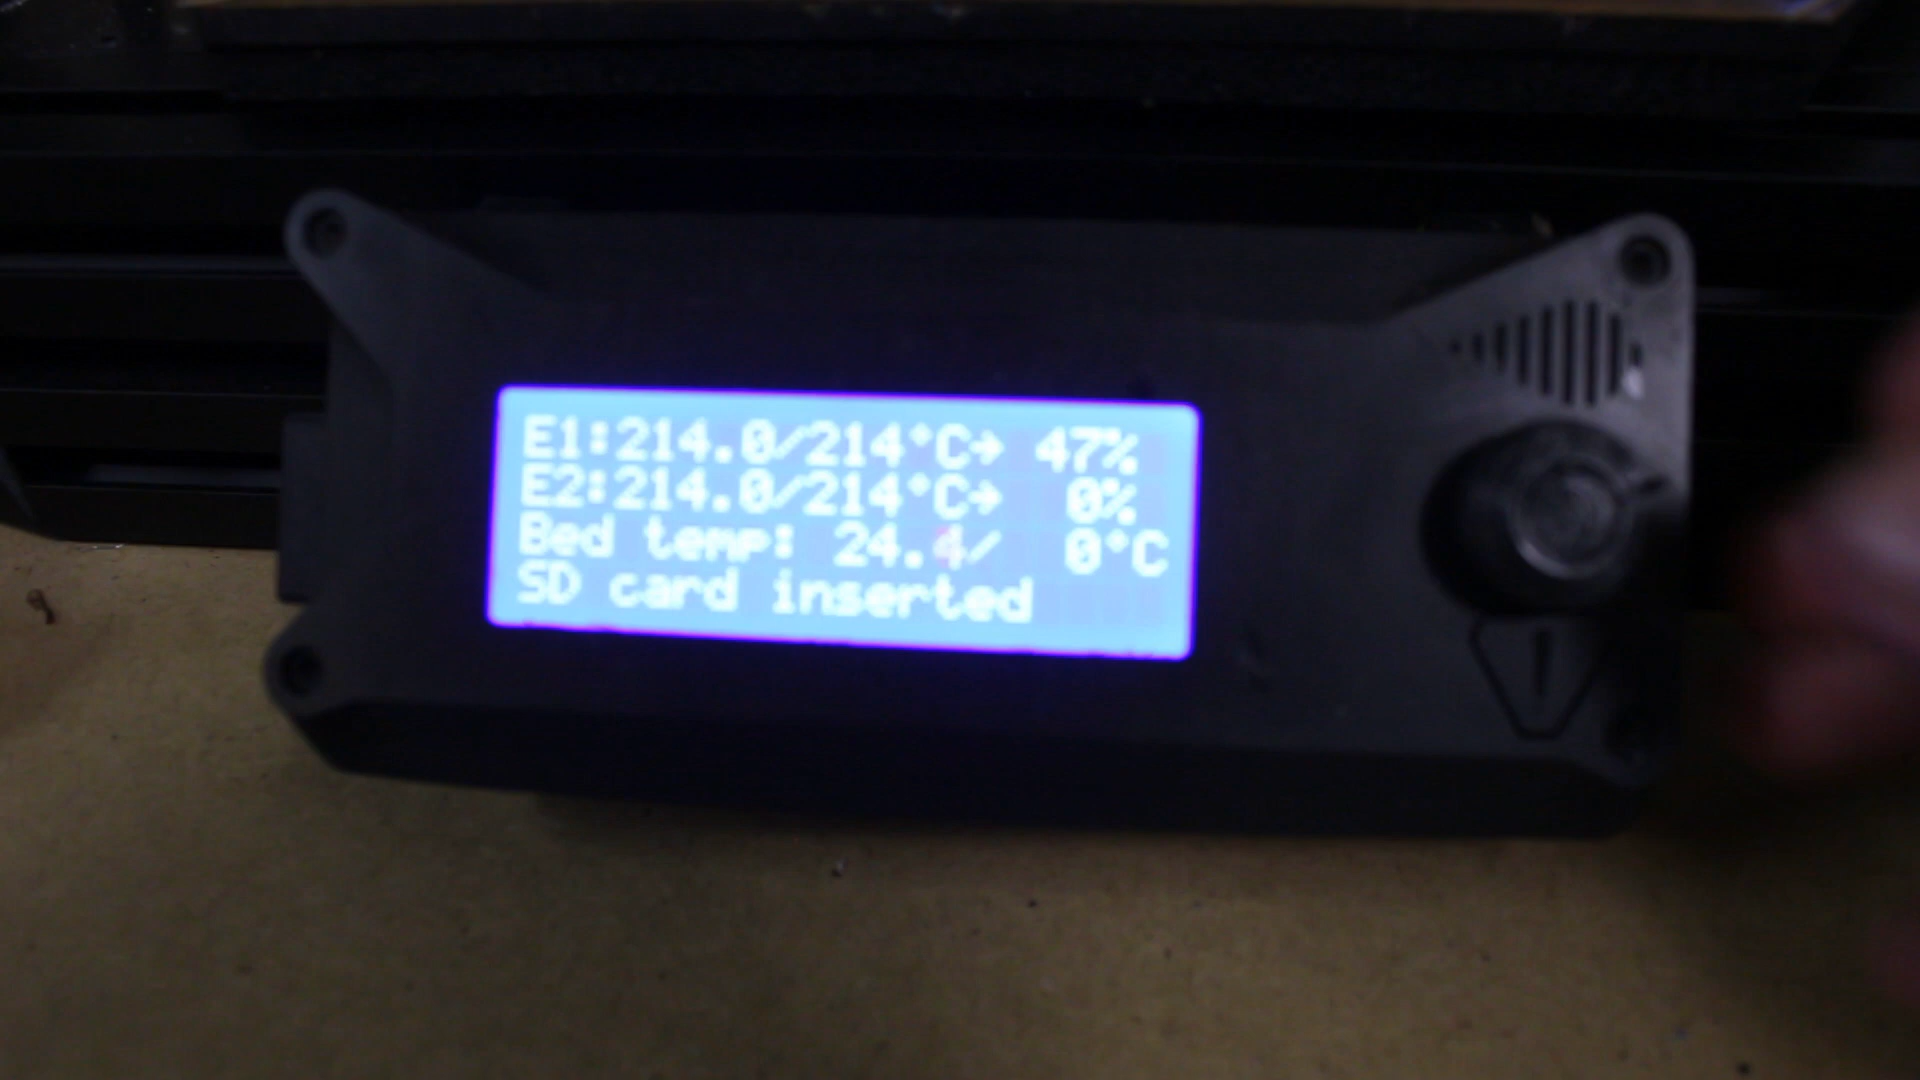 E1:214.0/214°C→ 47%
E2:214.0/214°C→ 0%
Bed temp: 24.4/ 0°C
SD card inserted